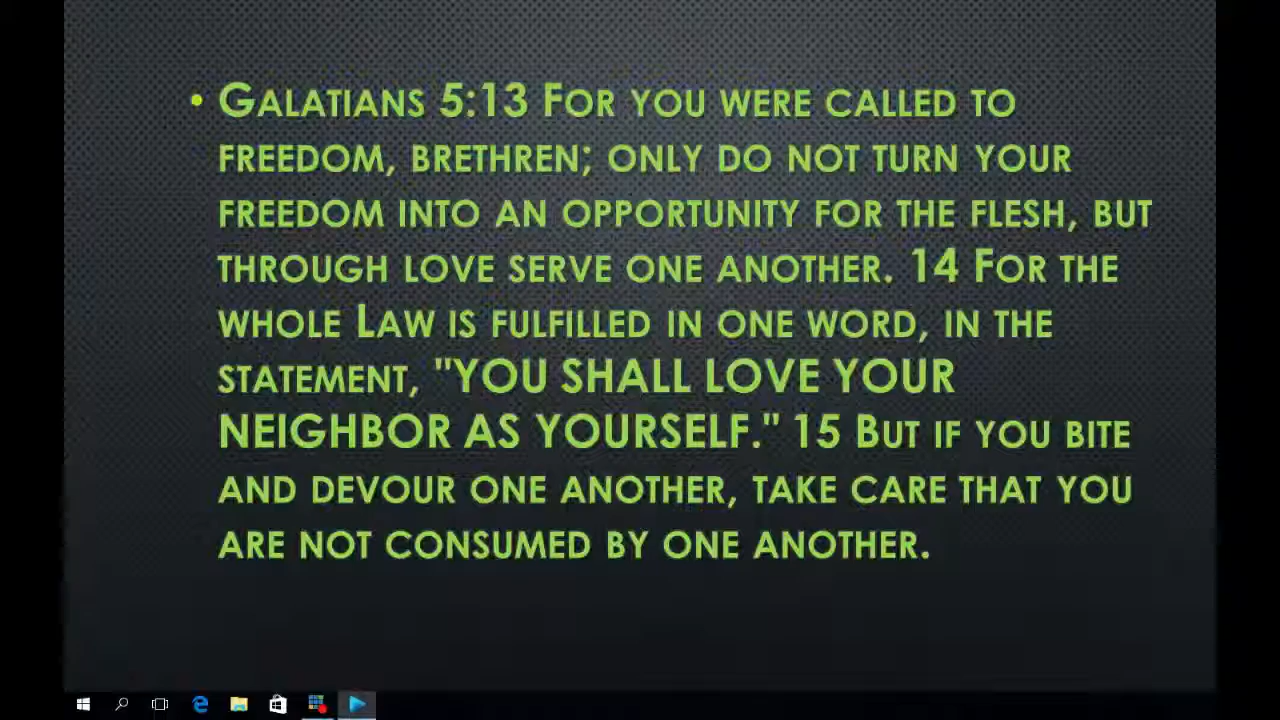 • Galatians 5:13 For you were called to
freedom, brethren; only do not turn your
freedom into an opportunity for the flesh, but
through love serve one another. 14 For the
whole Law is fulfilled in one word, in the
statement, "YOU SHALL LOVE YOUR
NEIGHBOR AS YOURSELF." 15 But if you bite
and devour one another, take care that you
are not consumed by one another.